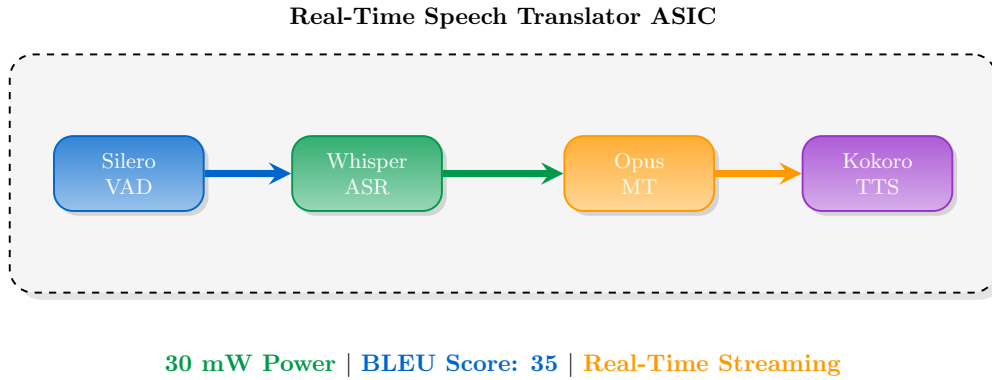 Real-Time Speech Translator ASIC
Silero
VAD
Whisper
ASR
Opus
MT
Kokoro
TTS
30 mW Power | BLEU Score: 35 | Real-Time Streaming